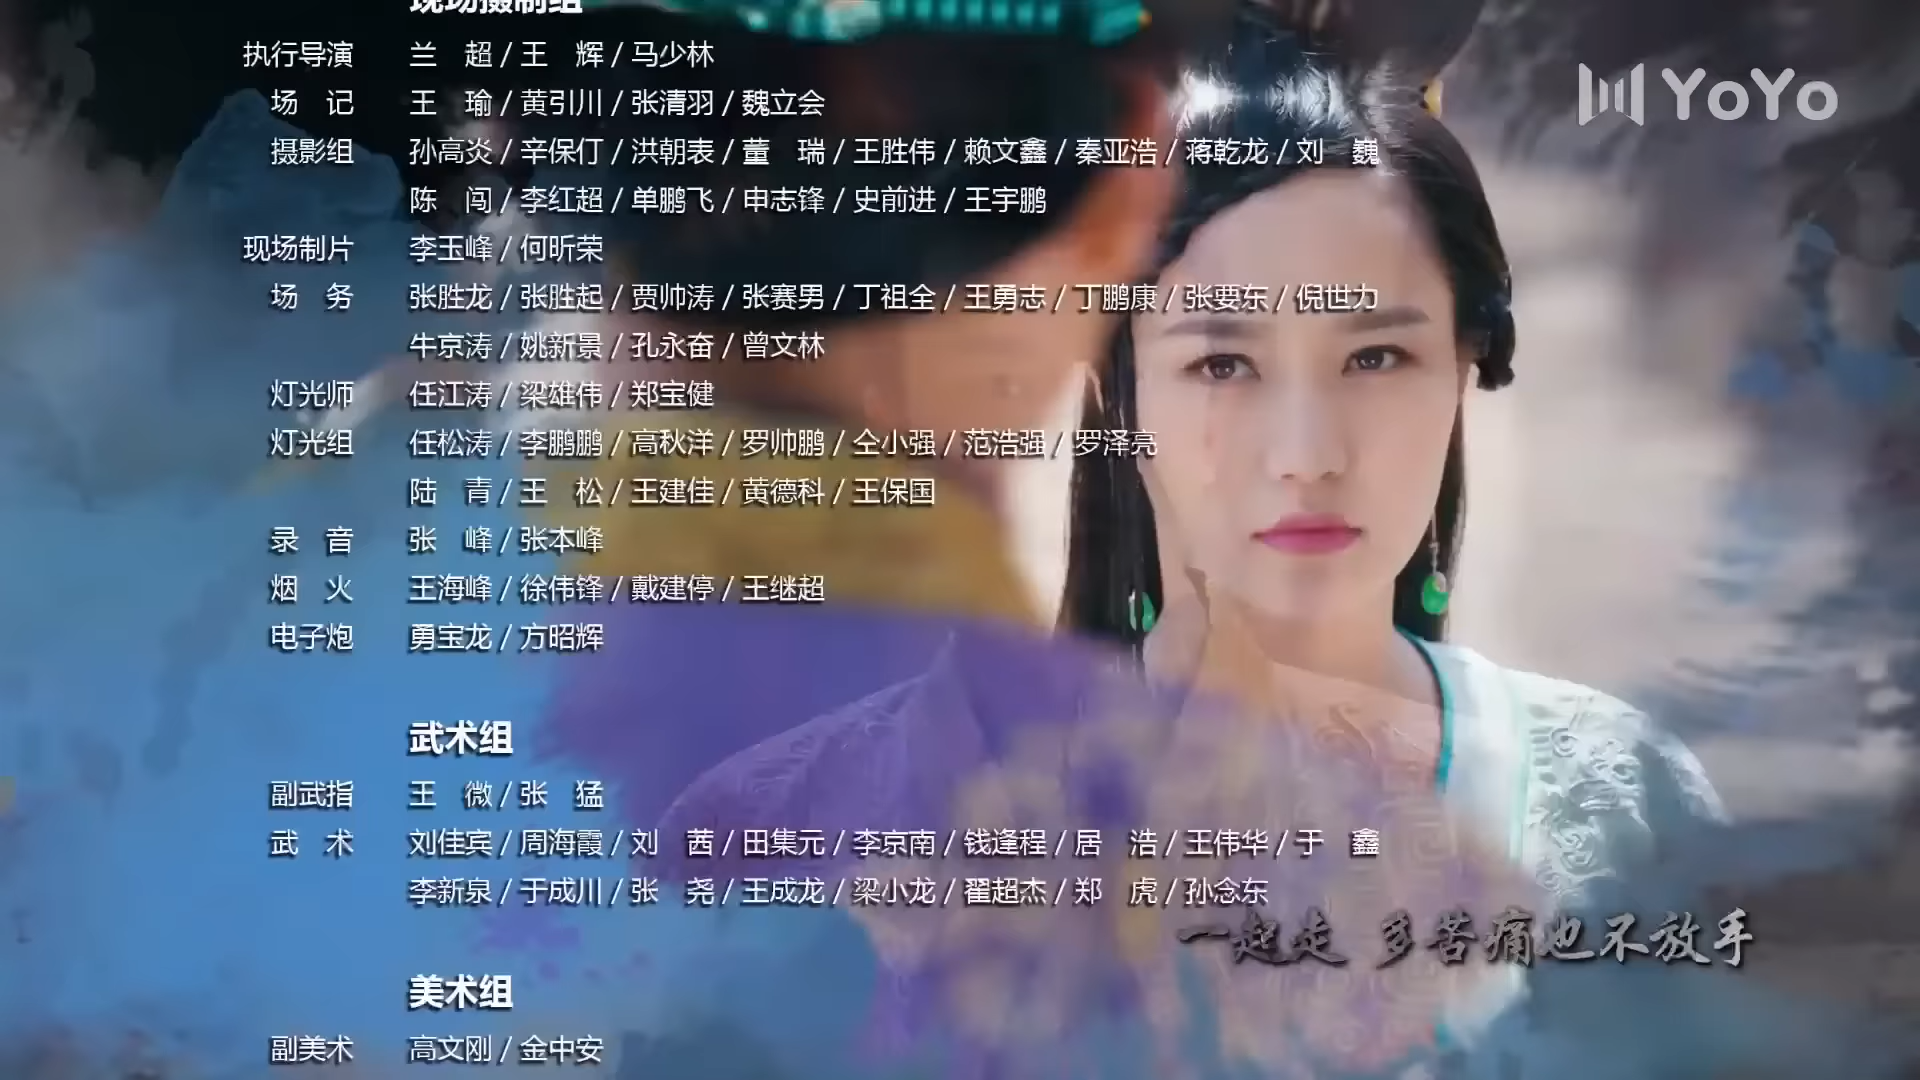 现场摄制组
执行导演 兰 超 / 王 辉 / 马少林
场 记 王 瑜 / 黄引川 / 张清羽 / 魏立会
摄影组 孙高炎 / 辛保仃 / 洪朝表 / 董 瑞 / 王胜伟 / 赖文鑫 / 秦亚浩 / 蒋乾龙 / 刘 巍
陈 闯 / 李红超 / 单鹏飞 / 申志锋 / 史前进 / 王宇鹏
现场制片 李玉峰 / 何昕荣
场 务 张胜龙 / 张胜起 / 贾帅涛 / 张赛男 / 丁祖全 / 王勇志 / 丁鹏康 / 张要东 / 倪世力
牛京涛 / 姚新景 / 孔永奋 / 曾文林
灯光师 任江涛 / 梁雄伟 / 郑宝健
灯光组 任松涛 / 李鹏鹏 / 高秋洋 / 罗帅鹏 / 仝小强 / 范浩强 / 罗泽亮
陆 青 / 王 松 / 王建佳 / 黄德科 / 王保国
录 音 张 峰 / 张本峰
烟 火 王海峰 / 徐伟锋 / 戴建停 / 王继超
电子炮 勇宝龙 / 方昭辉
武术组
副武指 王 微 / 张 猛
武 术 刘佳宾 / 周海霞 / 刘 茜 / 田集元 / 李京南 / 钱逢程 / 居 浩 / 王伟华 / 于 鑫
李新泉 / 于成川 / 张 尧 / 王成龙 / 梁小龙 / 翟超杰 / 郑 虎 / 孙念东
一起走 多苦痛也不放手
美术组
副美术 高文刚 / 金中安
YoYo